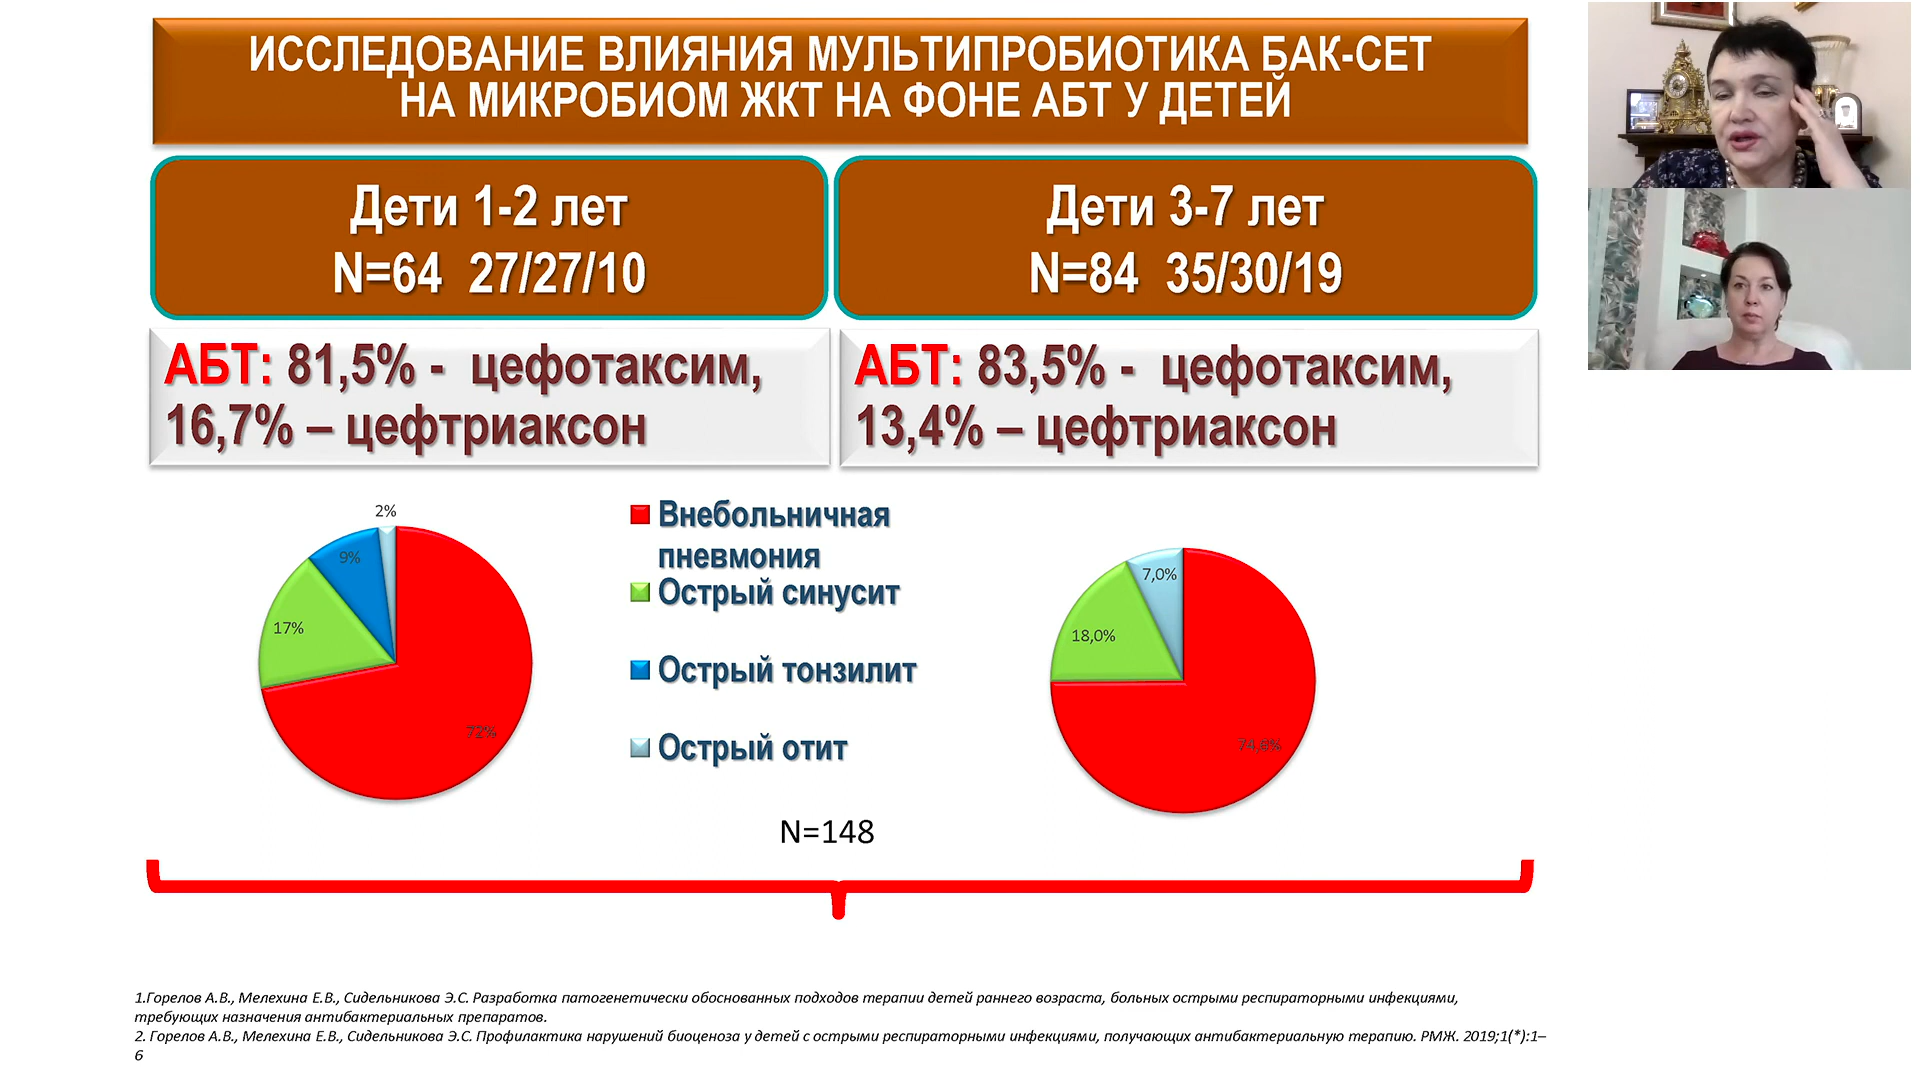 ИССЛЕДОВАНИЕ ВЛИЯНИЯ МУЛЬТИПРОБИОТИКА БАК-СЕТ
НА МИКРОБИОМ ЖКТ НА ФОНЕ АБТ У ДЕТЕЙ
Дети 1-2 лет
N=64 27/27/10
Дети 3-7 лет
N=84 35/30/19
АБТ: 81,5% - цефотаксим,
16,7% – цефтриаксон
АБТ: 83,5% - цефотаксим,
13,4% – цефтриаксон
2%
9%
17%
72%
Внебольничная
пневмония
Острый синусит
Острый тонзилит
Острый отит
7,0%
18,0%
N=148
1.Горелов А.В., Мелехина Е.В., Сидельникова Э.С. Разработка патогенетически обоснованных подходов терапии детей раннего возраста, больных острыми респираторными инфекциями,
требующих назначения антибактериальных препаратов.
2. Горелов А.В., Мелехина Е.В., Сидельникова Э.С. Профилактика нарушений биоценоза у детей с острыми респираторными инфекциями, получающих антибактериальную терапию. РМЖ. 2019;1(*):1–
6